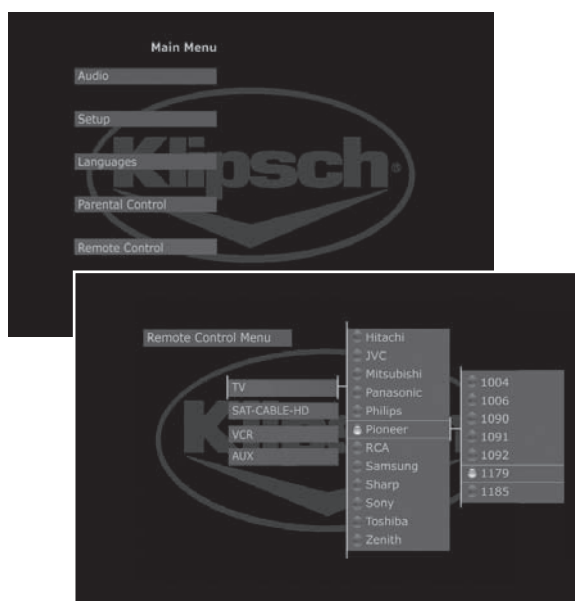 Main Menu
Audio
Setup
Languages
Parental Control
Remote Control
Klipsch®
Remote Control Menu
TV
SAT-CABLE-HD
VCR
AUX
Hitachi
JVC
Mitsubishi
Panasonic
Philips
Pioneer
RCA
Samsung
Sharp
Sony
Toshiba
Zenith
1004
1006
1090
1091
1092
1179
1185